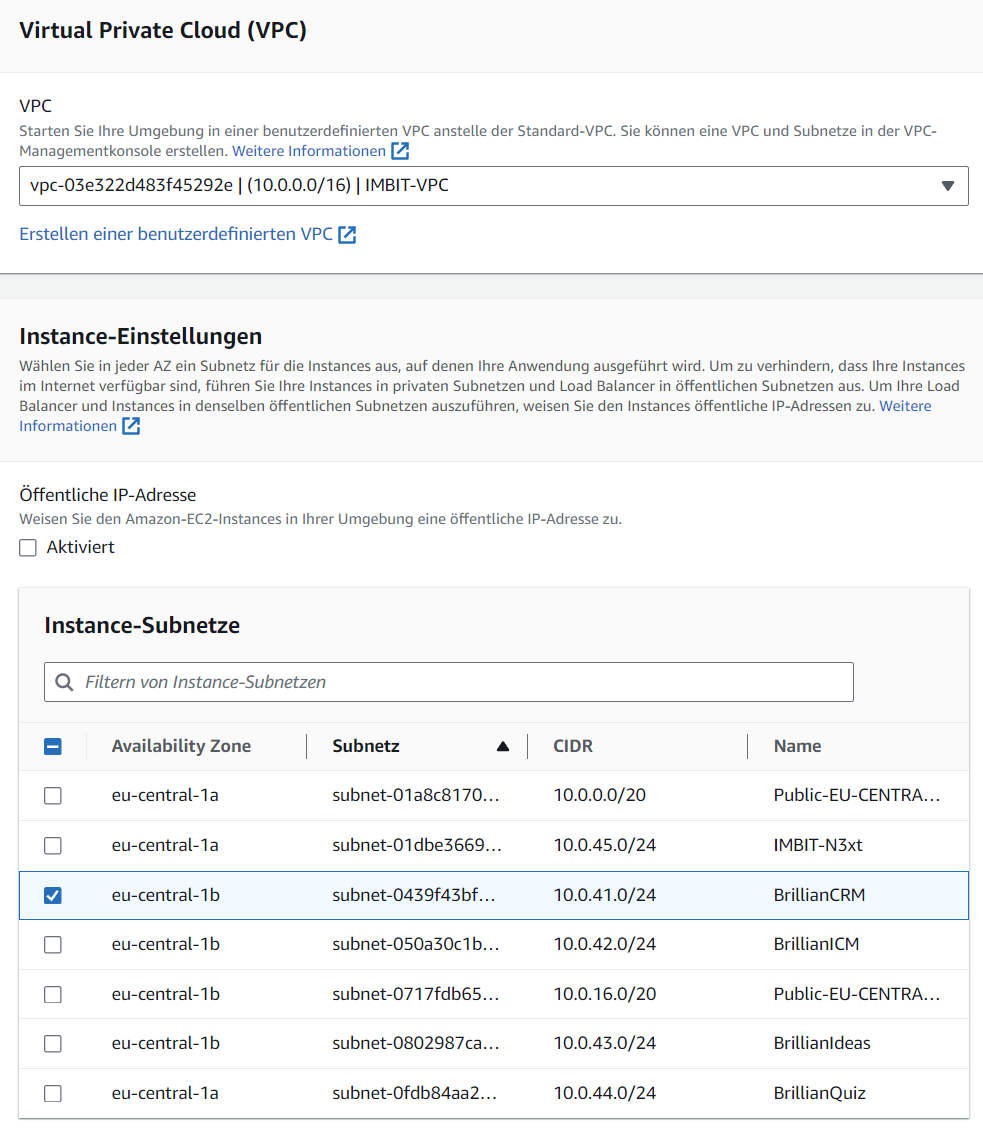 Virtual Private Cloud (VPC)
VPC
Starten Sie Ihre Umgebung in einer benutzerdefinierten VPC anstelle der Standard-VPC. Sie können eine VPC und Subnetze in der VPC-
Managementkonsole erstellen. Weitere Informationen
vpc-03e322d483f45292e | (10.0.0.0/16) | IMBIT-VPC
Erstellen einer benutzerdefinierten VPC
Instance-Einstellungen
Wählen Sie in jeder AZ ein Subnetz für die Instances aus, auf denen Ihre Anwendung ausgeführt wird. Um zu verhindern, dass Ihre Instances
im Internet verfügbar sind, führen Sie Ihre Instances in privaten Subnetzen und Load Balancer in öffentlichen Subnetzen aus. Um Ihre Load
Balancer und Instances in denselben öffentlichen Subnetzen auszuführen, weisen Sie den Instances öffentliche IP-Adressen zu. Weitere
Informationen
Öffentliche IP-Adresse
Weisen Sie den Amazon-EC2-Instances in Ihrer Umgebung eine öffentliche IP-Adresse zu.
Aktiviert
Instance-Subnetze
Filtern von Instance-Subnetzen
Availability Zone Subnetz CIDR Name
eu-central-1a subnet-01a8c8170... 10.0.0.0/20 Public-EU-CENTRA...
eu-central-1a subnet-01dbe3669... 10.0.45.0/24 IMBIT-N3xt
eu-central-1b subnet-0439f43bf... 10.0.41.0/24 BrillianCRM
eu-central-1b subnet-050a30c1b... 10.0.42.0/24 BrillianICM
eu-central-1b subnet-0717fdb65... 10.0.16.0/20 Public-EU-CENTRA...
eu-central-1b subnet-0802987ca... 10.0.43.0/24 BrillianIdeas
eu-central-1a subnet-0fdb84aa2... 10.0.44.0/24 BrillianQuiz